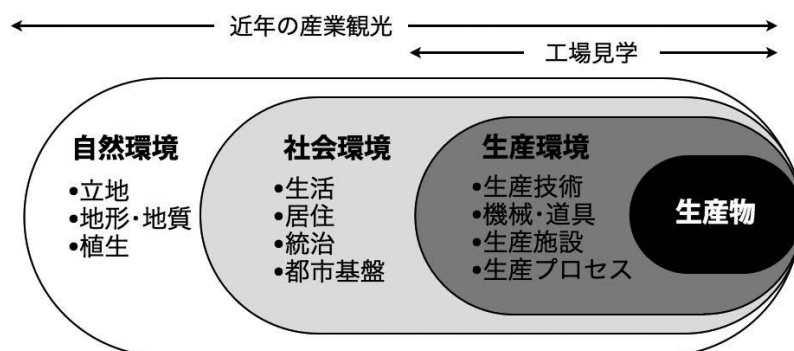 近年の産業観光
工場見学
自然環境
•立地
•地形・地質
•植生
社会環境
•生活
•居住
•統治
•都市基盤
生産環境
•生産技術
•機械・道具
•生産施設
•生産プロセス
生産物